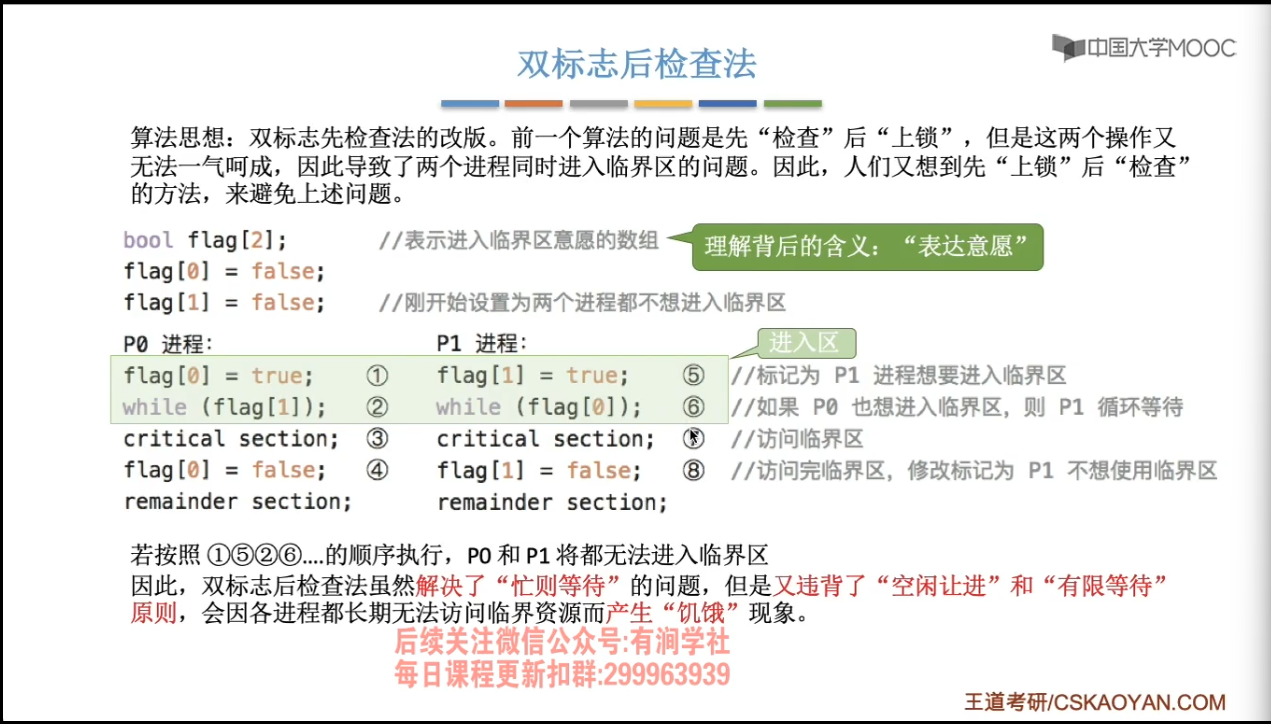 中国大学MOOC
双标志后检查法
算法思想：双标志先检查法的改版。前一个算法的问题是先“检查”后“上锁”，但是这两个操作又
无法一气呵成，因此导致了两个进程同时进入临界区的问题。因此，人们又想到先“上锁”后“检查”
的方法，来避免上述问题。
bool flag[2]; //表示进入临界区意愿的数组 理解背后的含义：“表达意愿”
flag[0] = false;
flag[1] = false; //刚开始设置为两个进程都不想进入临界区
P0 进程: P1 进程: 进入区
flag[0] = true; ① flag[1] = true; ⑤ //标记为 P1 进程想要进入临界区
while (flag[1]); ② while (flag[0]); ⑥ //如果 P0 也想进入临界区，则 P1 循环等待
critical section; ③ critical section; //访问临界区
flag[0] = false; ④ flag[1] = false; ⑧ //访问完临界区，修改标记为 P1 不想使用临界区
remainder section; remainder section;
若按照 ①⑤②⑥....的顺序执行，P0 和 P1 将都无法进入临界区
因此，双标志后检查法虽然解决了“忙则等待”的问题，但是又违背了“空闲让进”和“有限等待”
原则，会因各进程都长期无法访问临界资源而产生“饥饿”现象。
后续关注微信公众号:有涧学社
每日课程更新扣群:299963939
王道考研/CSKAOYAN.COM